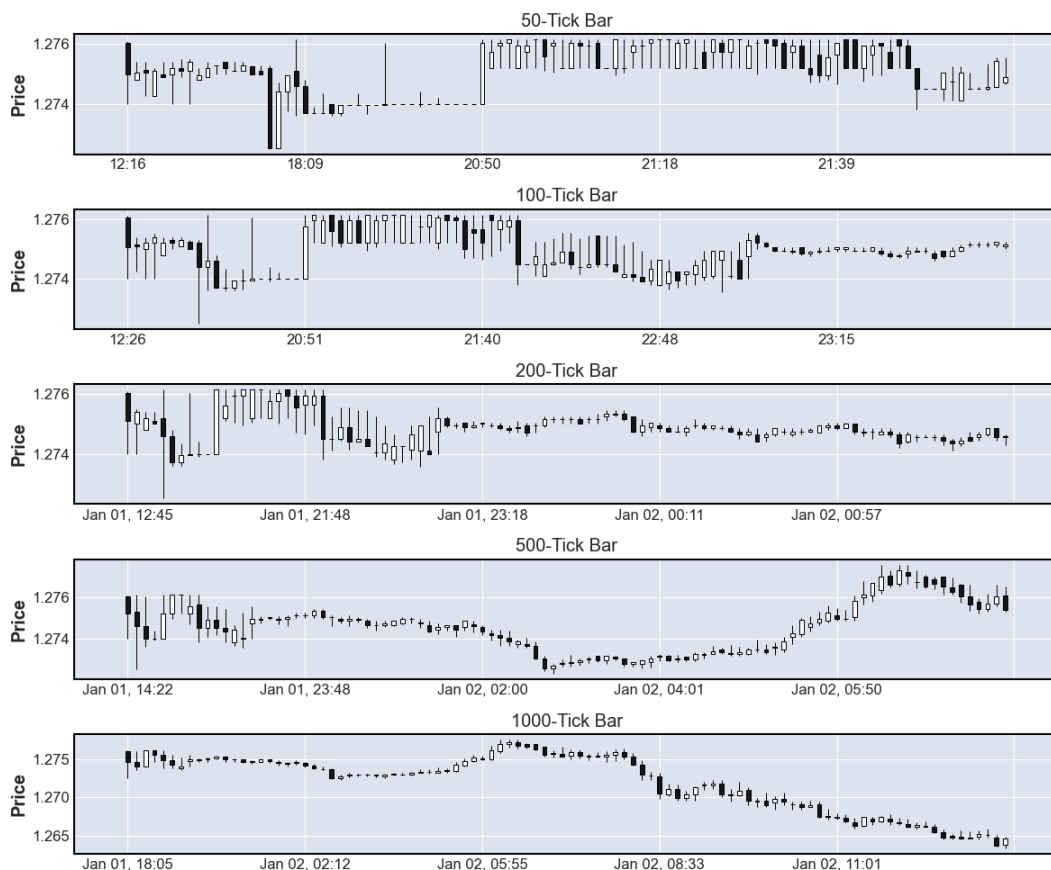 50-Tick Bar
1.276
1.274
Price
12:16 18:09 20:50 21:18 21:39
100-Tick Bar
1.276
1.274
Price
12:26 20:51 21:40 22:48 23:15
200-Tick Bar
1.276
1.274
Price
Jan 01, 12:45 Jan 01, 21:48 Jan 01, 23:18 Jan 02, 00:11 Jan 02, 00:57
500-Tick Bar
1.276
1.274
Price
Jan 01, 14:22 Jan 01, 23:48 Jan 02, 02:00 Jan 02, 04:01 Jan 02, 05:50
1000-Tick Bar
1.275
1.270
1.265
Price
Jan 01, 18:05 Jan 02, 02:12 Jan 02, 05:55 Jan 02, 08:33 Jan 02, 11:01